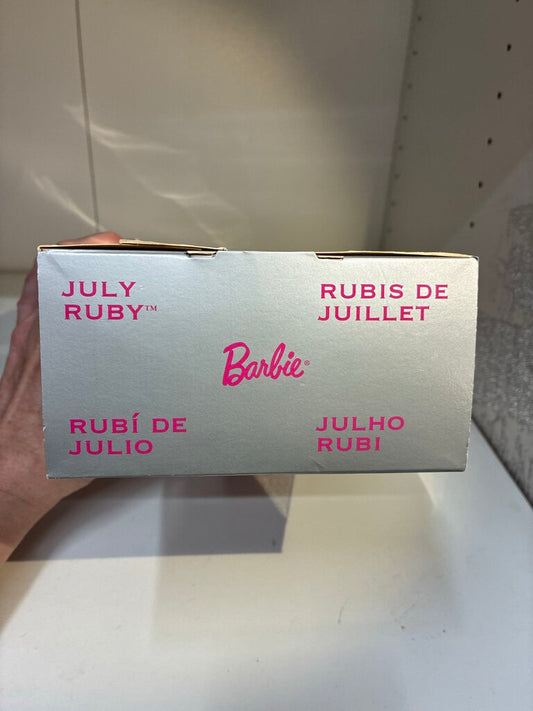 JULY
RUBY™
RUBIS DE
JUILLET
Barbie®
RUBÍ DE
JULIO
JULHO
RUBI